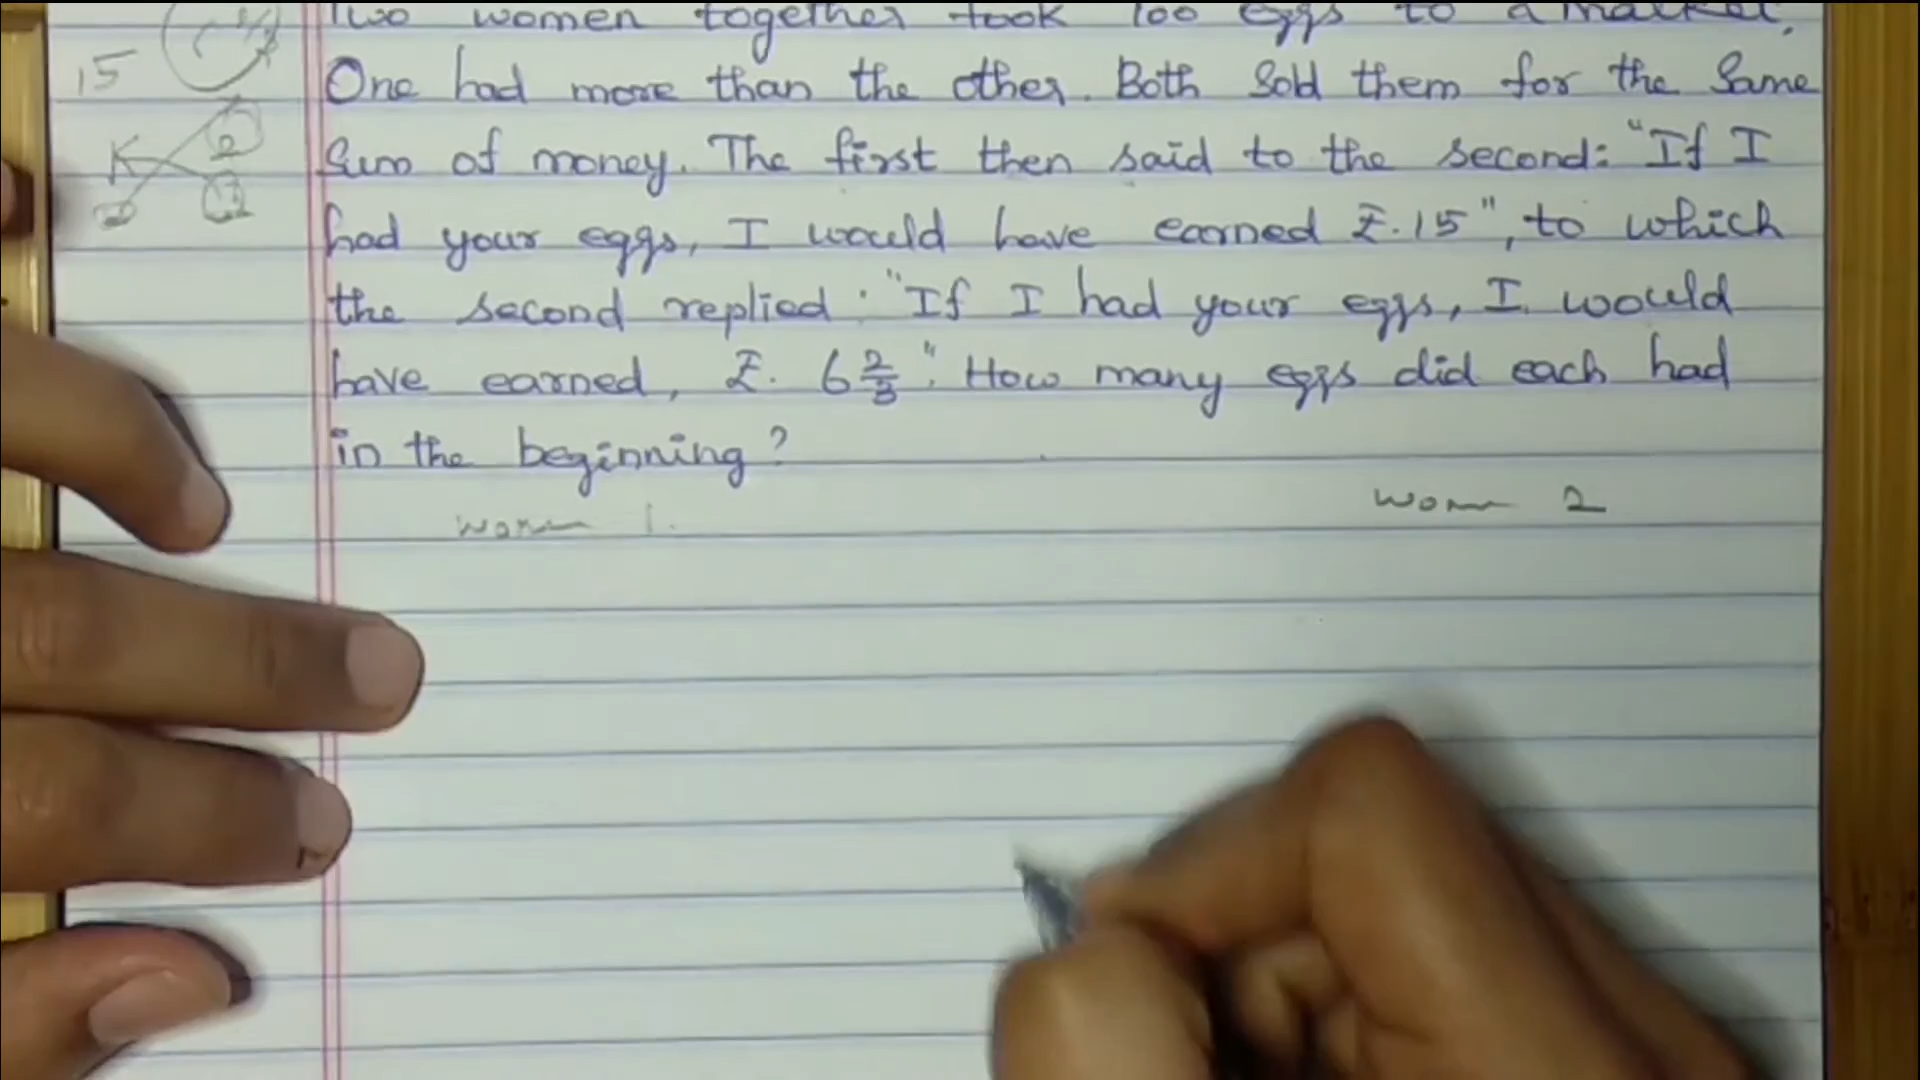 Two women together took 100 eggs to a market.
15
One had more than the other. Both Sold them for the Same
K 2
Sum of money. The first then said to the second: "If I
had your eggs, I would have earned ₹.15", to which
the second replied: "If I had your eggs, I would
have earned, ₹. 6 2/3". How many eggs did each had
in the beginning?
women 1.
women 2